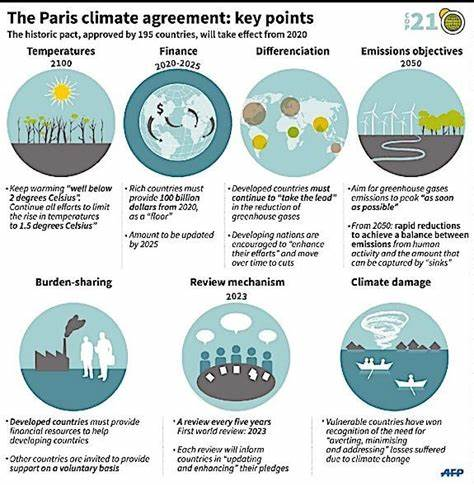 The Paris climate agreement: key points
The historic pact, approved by 195 countries, will take effect from 2020
COP
21
Temperatures
2100
Finance
2020-2025
Differenciation
Emissions objectives
2050
$
• Keep warming "well below
2 degrees Celsius".
Continue all efforts to limit
the rise in temperatures
to 1.5 degrees Celsius"
• Rich countries must
provide 100 billion
dollars from 2020,
as a "floor"
• Amount to be updated
by 2025
• Developed countries must
continue to "take the lead"
in the reduction of
greenhouse gases
• Developing nations are
encouraged to "enhance
their efforts" and move
over time to cuts
• Aim for greenhouse gases
emissions to peak "as soon
as possible"
• From 2050: rapid reductions
to achieve a balance between
emissions from human
activity and the amount that
can be captured by "sinks"
Burden-sharing
Review mechanism
2023
Climate damage
• Developed countries must provide
financial resources to help
developing countries
• Other countries are invited to provide
support on a voluntary basis
• A review every five years
First world review: 2023
• Each review will inform
countries in "updating
and enhancing" their pledges
• Vulnerable countries have won
recognition of the need for
"averting, minimising
and addressing" losses suffered
due to climate change
AFP